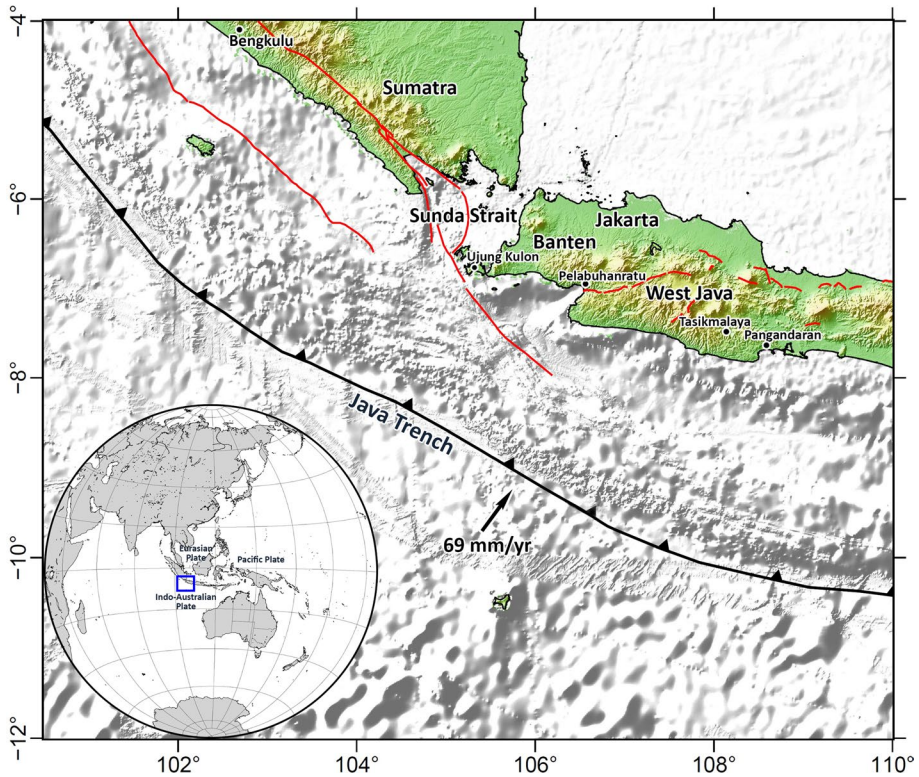 −4°
Bengkulu
Sumatra
−6°
Sunda Strait
Jakarta
Banten
Ujung Kulon
Pelabuhanratu
West Java
Tasikmalaya
Pangandaran
−8°
Java Trench
69 mm/yr
−10°
Eurasian
Plate
Pacific Plate
Indo-Australian
Plate
−12°
102°
104°
106°
108°
110°